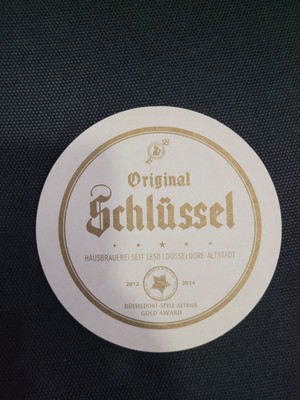 Original
Schlüssel
HAUSBRAUEREI SEIT 1850 | DÜSSELDORF-ALTSTADT
2012 2014
DÜSSELDORF-STYLE ALTBIER
GOLD AWARD